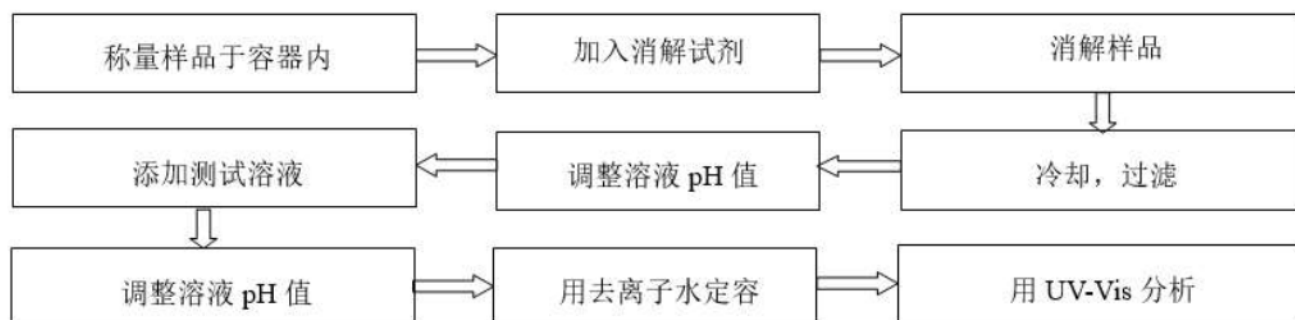 称量样品于容器内
加入消解试剂
消解样品
冷却，过滤
调整溶液 pH 值
添加测试溶液
调整溶液 pH 值
用去离子水定容
用 UV-Vis 分析